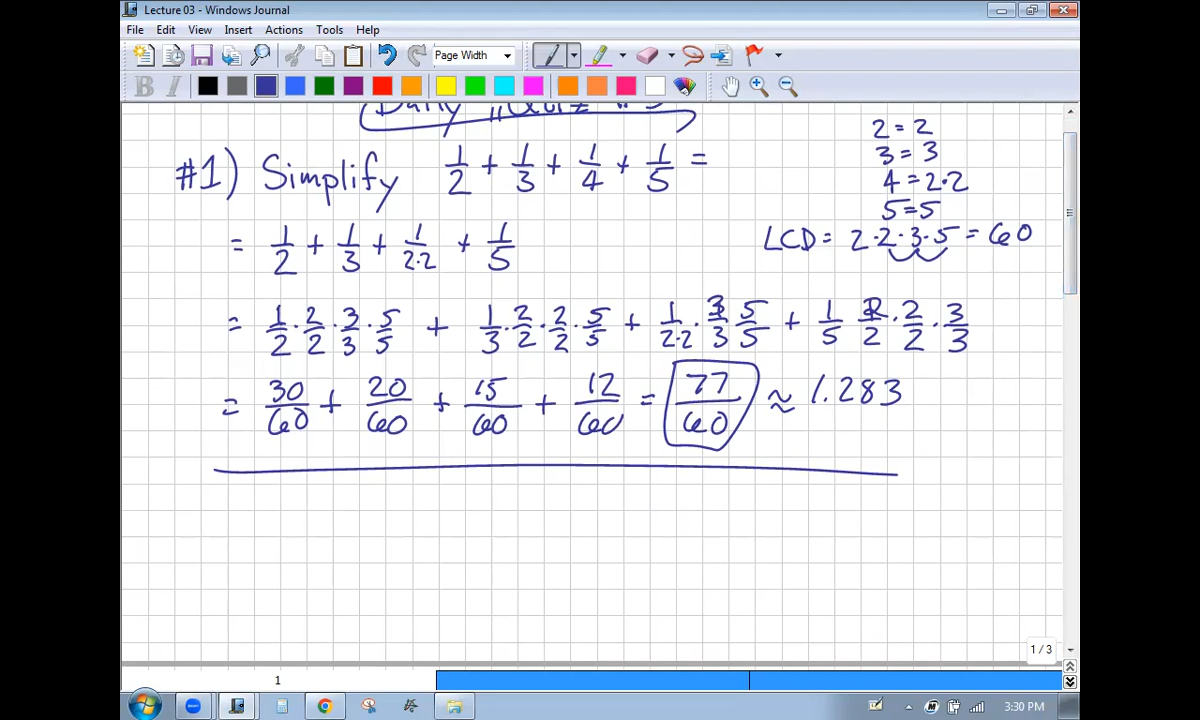 Lecture 03 - Windows Journal
File Edit View Insert Actions Tools Help
Page Width
B I
Daily
#1) Simplify 1/2 + 1/3 + 1/4 + 1/5 =
= 1/2 + 1/3 + 1/2·2 + 1/5
2 = 2
3 = 3
4 = 2·2
5 = 5
LCD = 2·2·3·5 = 60
= 1/2 · 2/2 · 3/3 · 5/5 + 1/3 · 2/2 · 2/2 · 5/5 + 1/2·2 · 3/3 5/5 + 1/5 2/2 · 2/2 · 3/3
= 30/60 + 20/60 + 15/60 + 12/60 = 77/60 ≈ 1.283
1 / 3
1
3:30 PM